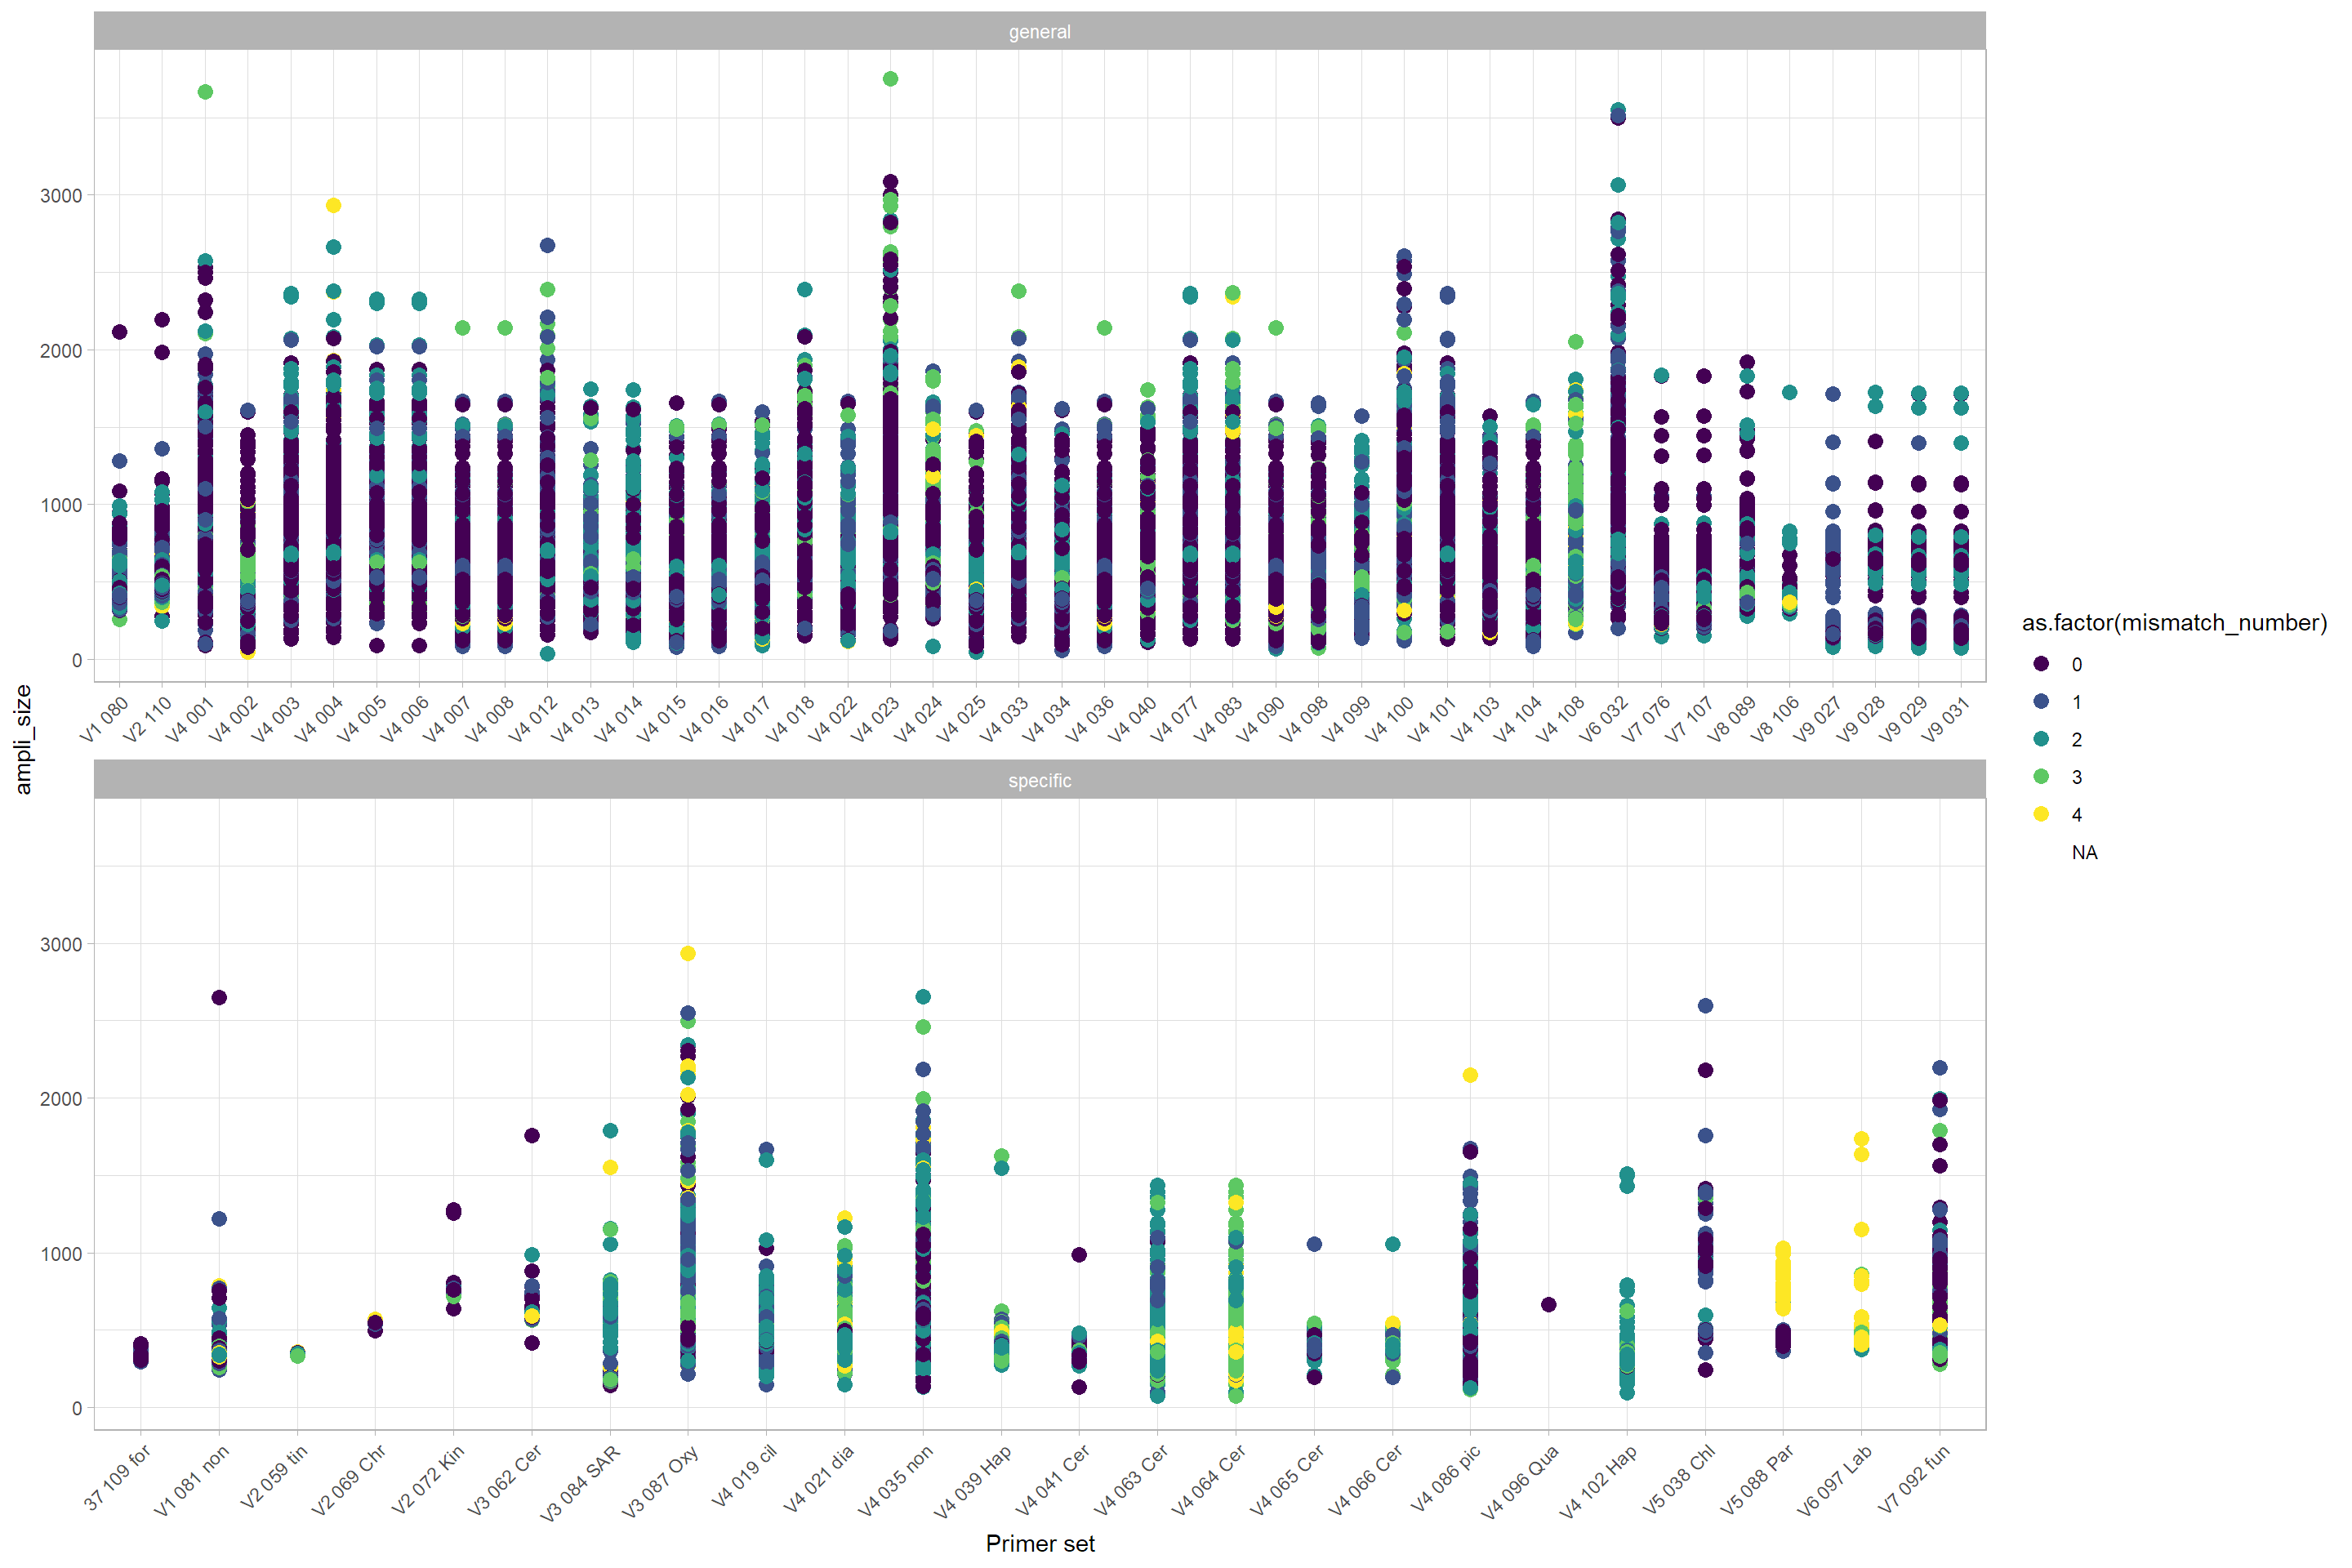 general
3000
2000
1000
0
V1 080
V2 110
V4 001
V4 002
V4 003
V4 004
V4 005
V4 006
V4 007
V4 008
V4 012
V4 013
V4 014
V4 015
V4 016
V4 017
V4 018
V4 022
V4 023
V4 024
V4 025
V4 033
V4 034
V4 036
V4 040
V4 077
V4 083
V4 090
V4 098
V4 099
V4 100
V4 101
V4 103
V4 104
V4 108
V6 032
V7 076
V7 107
V8 089
V8 106
V9 027
V9 028
V9 029
V9 031
ampli_size
specific
3000
2000
1000
0
37 109 for
V1 081 non
V2 059 tin
V2 069 Chr
V2 072 Kin
V3 062 Cer
V3 084 SAR
V3 087 Oxy
V4 019 cil
V4 021 dia
V4 035 non
V4 039 Hap
V4 041 Cer
V4 063 Cer
V4 064 Cer
V4 065 Cer
V4 066 Cer
V4 086 pic
V4 096 Qua
V4 102 Hap
V5 038 Chl
V5 088 Par
V6 097 Lab
V7 092 fun
Primer set
as.factor(mismatch_number)
0
1
2
3
4
NA